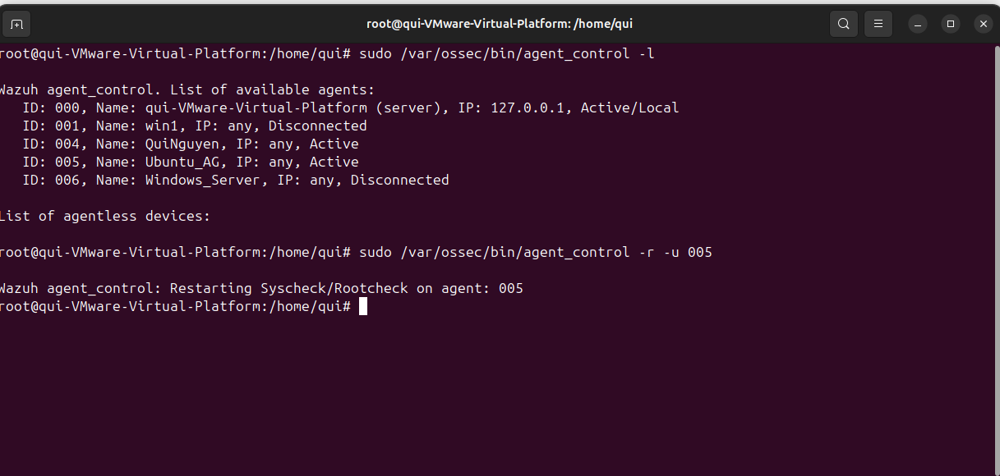 root@qui-VMware-Virtual-Platform: /home/qui
root@qui-VMware-Virtual-Platform:/home/qui# sudo /var/ossec/bin/agent_control -l
Wazuh agent_control. List of available agents:
ID: 000, Name: qui-VMware-Virtual-Platform (server), IP: 127.0.0.1, Active/Local
ID: 001, Name: win1, IP: any, Disconnected
ID: 004, Name: QuiNguyen, IP: any, Active
ID: 005, Name: Ubuntu_AG, IP: any, Active
ID: 006, Name: Windows_Server, IP: any, Disconnected
List of agentless devices:
root@qui-VMware-Virtual-Platform:/home/qui# sudo /var/ossec/bin/agent_control -r -u 005
Wazuh agent_control: Restarting Syscheck/Rootcheck on agent: 005
root@qui-VMware-Virtual-Platform:/home/qui#